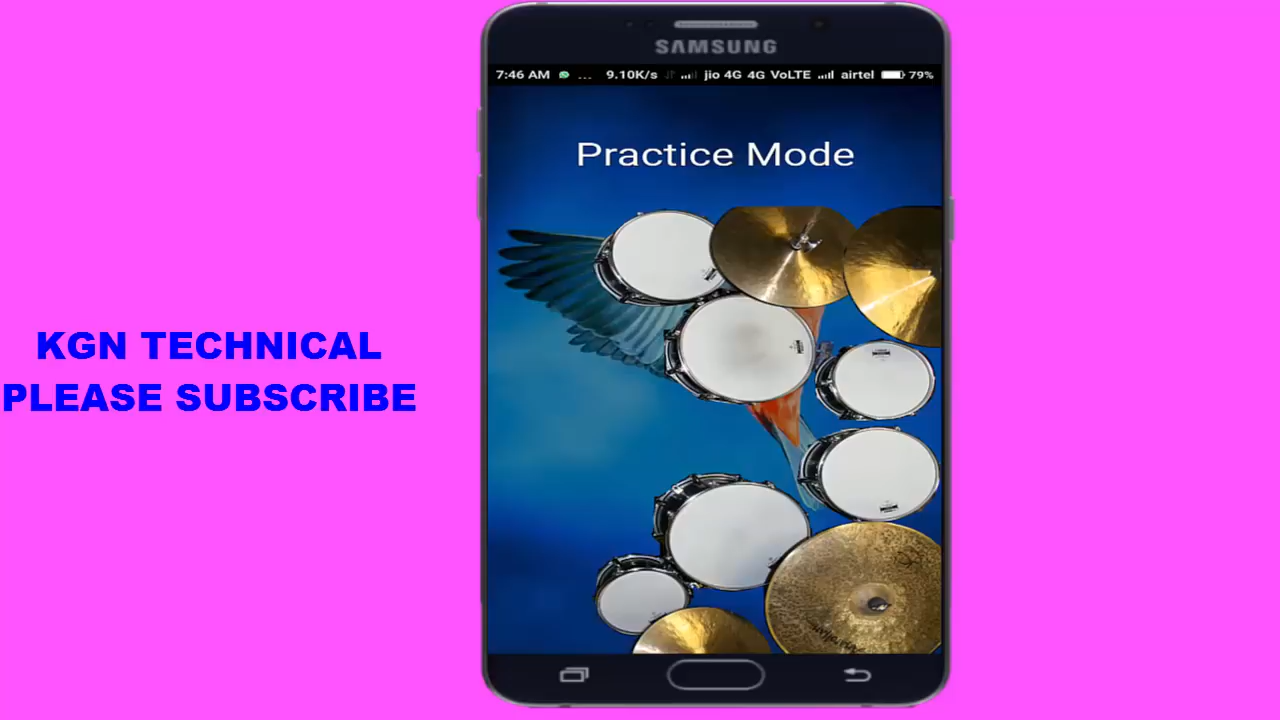 SAMSUNG
7:46 AM ... 9.10K/s jio 4G 4G VoLTE airtel 79%
Practice Mode
KGN TECHNICAL
PLEASE SUBSCRIBE